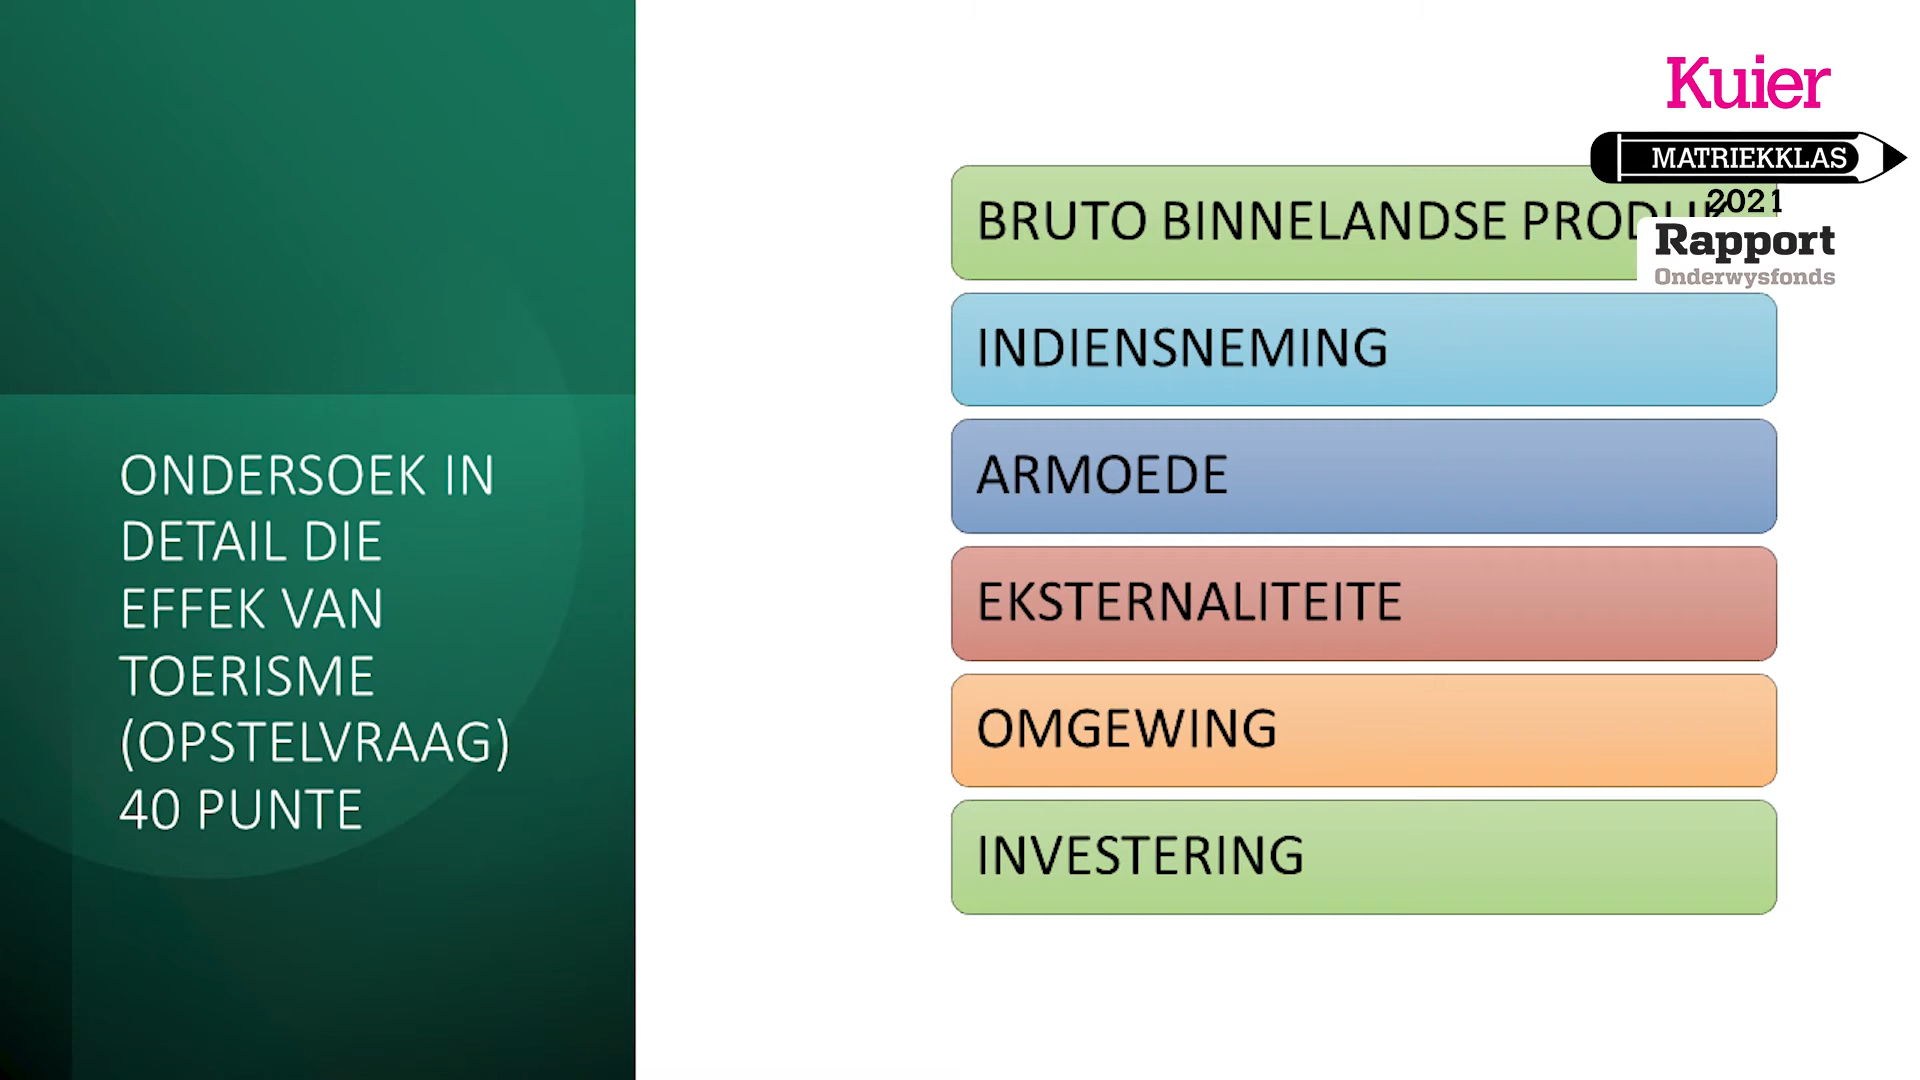 ONDERSOEK IN
DETAIL DIE
EFFEK VAN
TOERISME
(OPSTELVRAAG)
40 PUNTE
Kuier
MATRIEKKLAS
2021
Rapport
Onderwysfonds
BRUTO BINNELANDSE
INDIENSNEMING
ARMOEDE
EKSTERNALITEITE
OMGEWING
INVESTERING